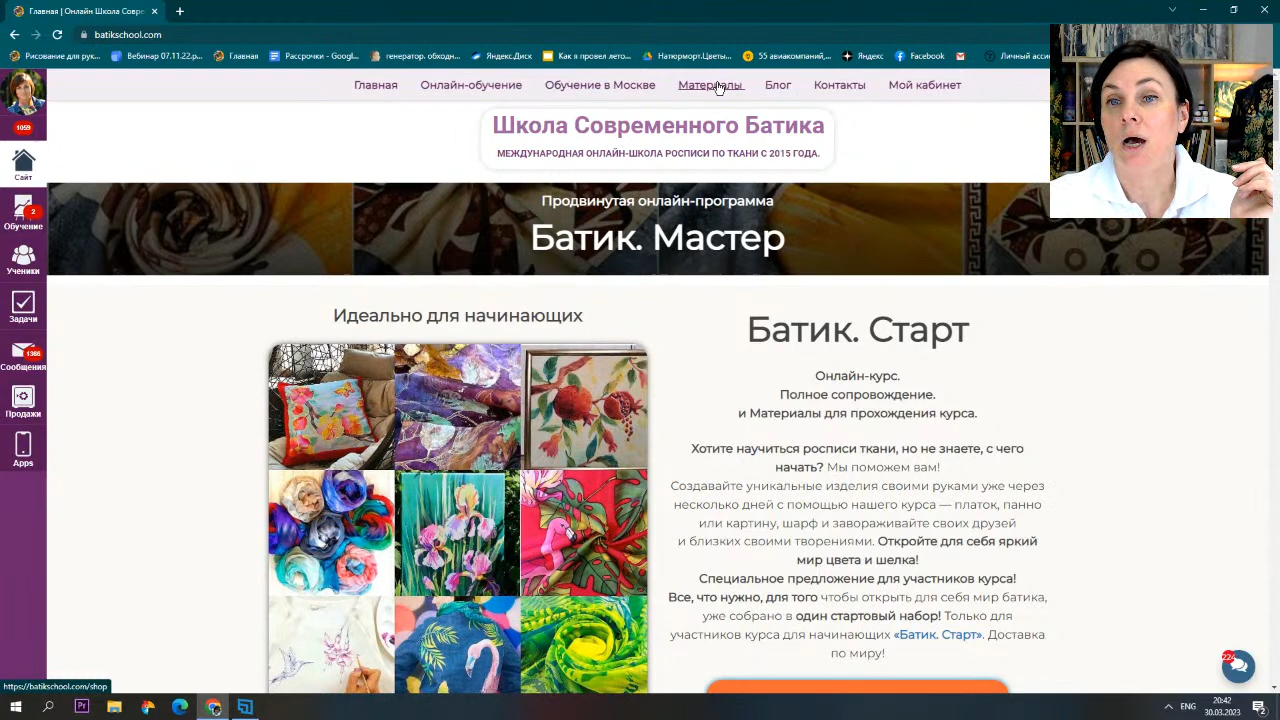 Главная | Школа Современ
batikschool.com
Рисование для рук...
Вебинар 07.11.22.p...
Главная
Рассрочки - Googl...
генератор. обходн...
Яндекс.Диск
Как я провел лето...
Натюрморт.Цветы...
55 авиакомпаний,...
Яндекс
Facebook
Личный асси
Главная
Онлайн-обучение
Обучение в Москве
Материалы
Блог
Контакты
Мой кабинет
1059
Сайт
2
Обучение
Ученики
Задачи
1366
Сообщения
Продажи
Apps
Школа Современного Батика
МЕЖДУНАРОДНАЯ ОНЛАЙН-ШКОЛА РОСПИСИ ПО ТКАНИ С 2015 ГОДА.
Продвинутая онлайн-программа
Батик. Мастер
Идеально для начинающих
Батик. Старт
Онлайн-курс.
Полное сопровождение.
и Материалы для прохождения курса.
Хотите научиться росписи ткани, но не знаете, с чего
начать? Мы поможем вам!
Создавайте уникальные изделия своими руками уже через
несколько дней с помощью нашего курса — платок, панно
или картину, шарф и завораживайте своих друзей
и близких своими творениями. Откройте для себя яркий
мир цвета и шелка!
Специальное предложение для участников курса!
Все, что нужно, для того чтобы открыть для себя мир батика,
уже собрано в один стартовый набор! Только для
участников курса для начинающих «Батик. Старт». Доставка
по миру!
224
https://batikschool.com/shop
Pr
ENG
20:42
30.03.2023
2